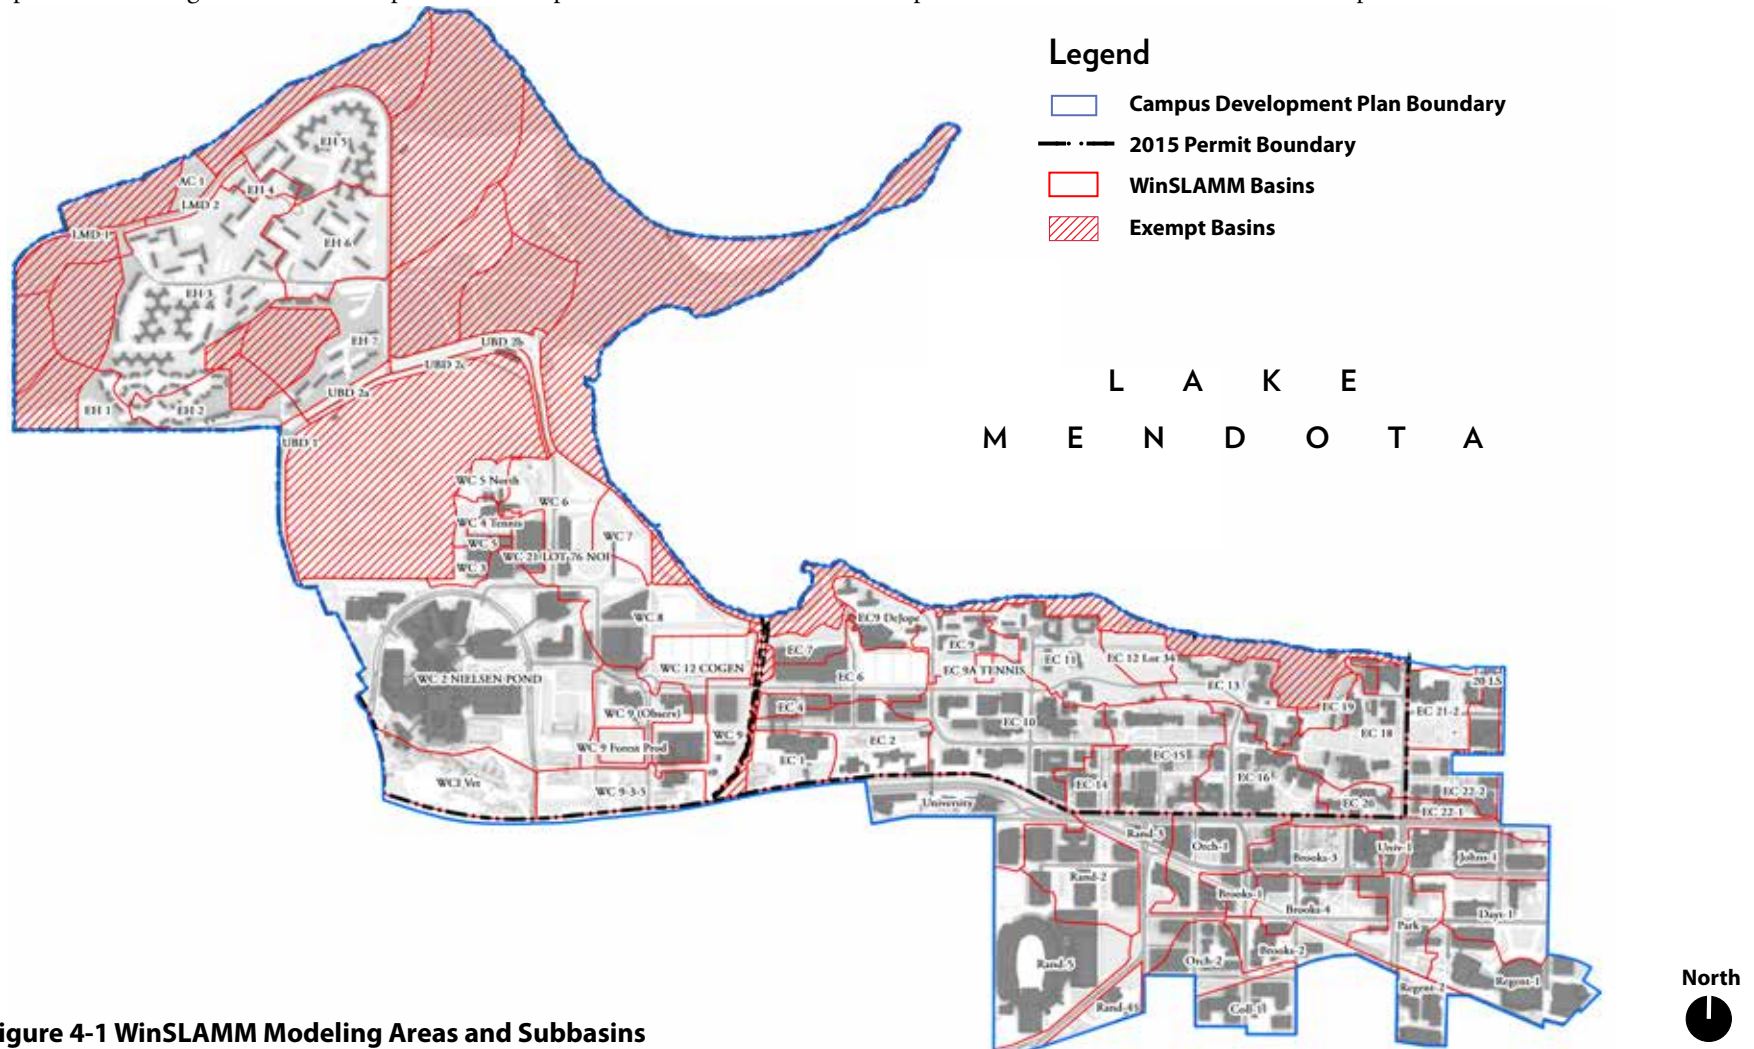 Legend
Campus Development Plan Boundary
2015 Permit Boundary
WinSLAMM Basins
Exempt Basins
EH 5
AC 1
EH 4
LMD 2
LMD 1
EH 6
EH 3
EH 7
UBD 2b
UBD 2c
UBD 2a
EH 1
EH 2
UBD 1
LAKE
MENDOTA
WC 5 North
WC 6
WC 4 Tennis
WC 7
WC 5
WC 21 LOT 76 NOI
WC 3
WC 8
EC9 DeJope
EC 7
EC 9
WC 12 COGEN
EC 6
EC 9A TENNIS
EC 11
EC 12 Lot 34
WC 2 NIELSEN POND
EC 13
20 LS
WC 9 (Observ)
EC 4
EC 19
EC 21-2
EC 10
WC 9
EC 18
WC 9 Forest Prod
EC 2
EC 1
EC 15
WC1 Vet
EC 16
WC 9-3-5
EC 14
EC 22-2
University
EC 20
EC 22-1
Rand-3
Orch-1
Univ-1
Brooks-3
Johns-1
Rand-2
Brooks-1
Brooks-4
Days-1
Park
Brooks-2
Rand-5
Orch-2
Regent-1
Regent-2
Rand-45
Coll-1
North
igure 4-1 WinSLAMM Modeling Areas and Subbasins